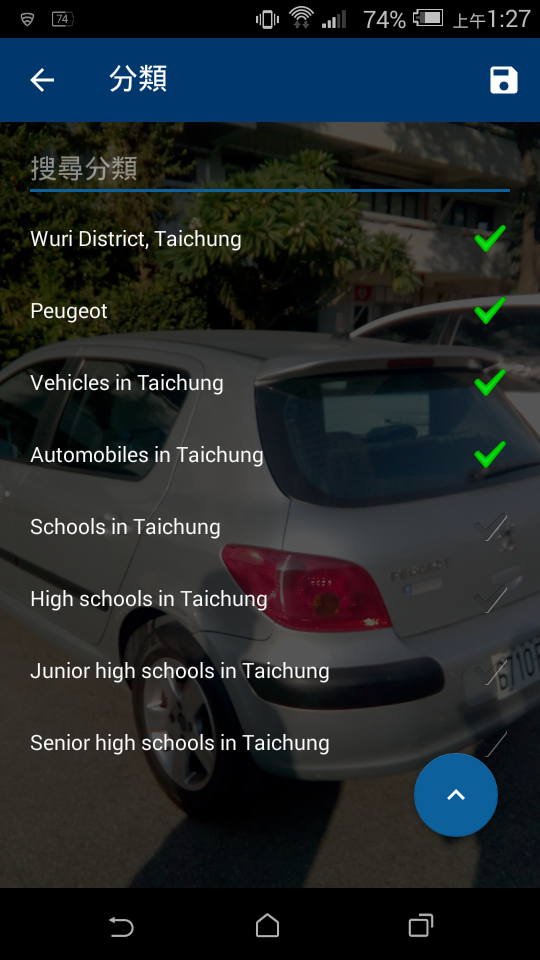 74
74% 上午1:27
分類
搜尋分類
Wuri District, Taichung
Peugeot
Vehicles in Taichung
Automobiles in Taichung
Schools in Taichung
High schools in Taichung
Junior high schools in Taichung
Senior high schools in Taichung